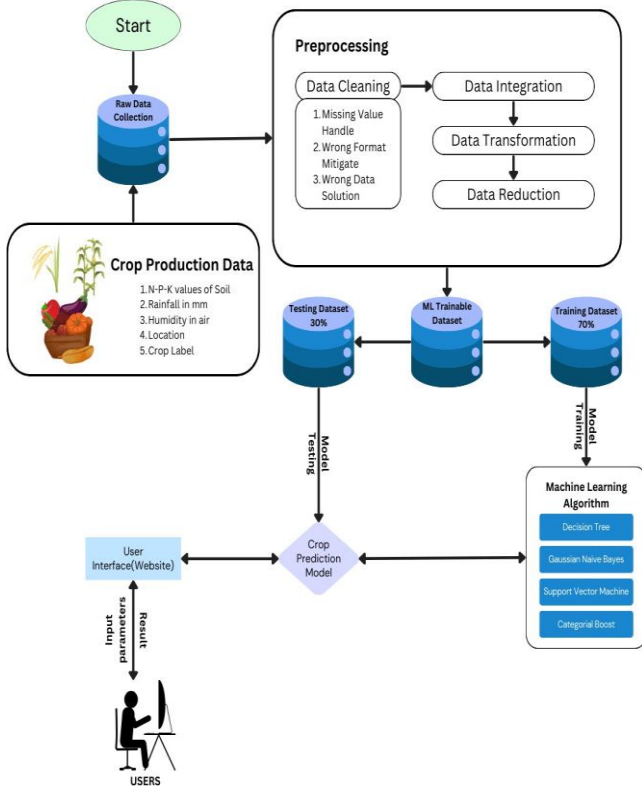 Start
Raw Data
Collection
Preprocessing
Data Cleaning
1.Missing Value
Handle
2.Wrong Format
Mitigate
3.Wrong Data
Solution
Data Integration
Data Transformation
Data Reduction
Crop Production Data
1.N-P-K values of Soil
2.Rainfall in mm
3.Humidity in air
4.Location
5.Crop Label
Testing Dataset
30%
ML Trainable
Dataset
Training Dataset
70%
Model
Testing
Model
Training
Machine Learning
Algorithm
Decision Tree
Gaussian Naive Bayes
Support Vector Machine
Categorial Boost
User
Interface(Website)
Crop
Prediction
Model
Input
parameters
Result
USERS